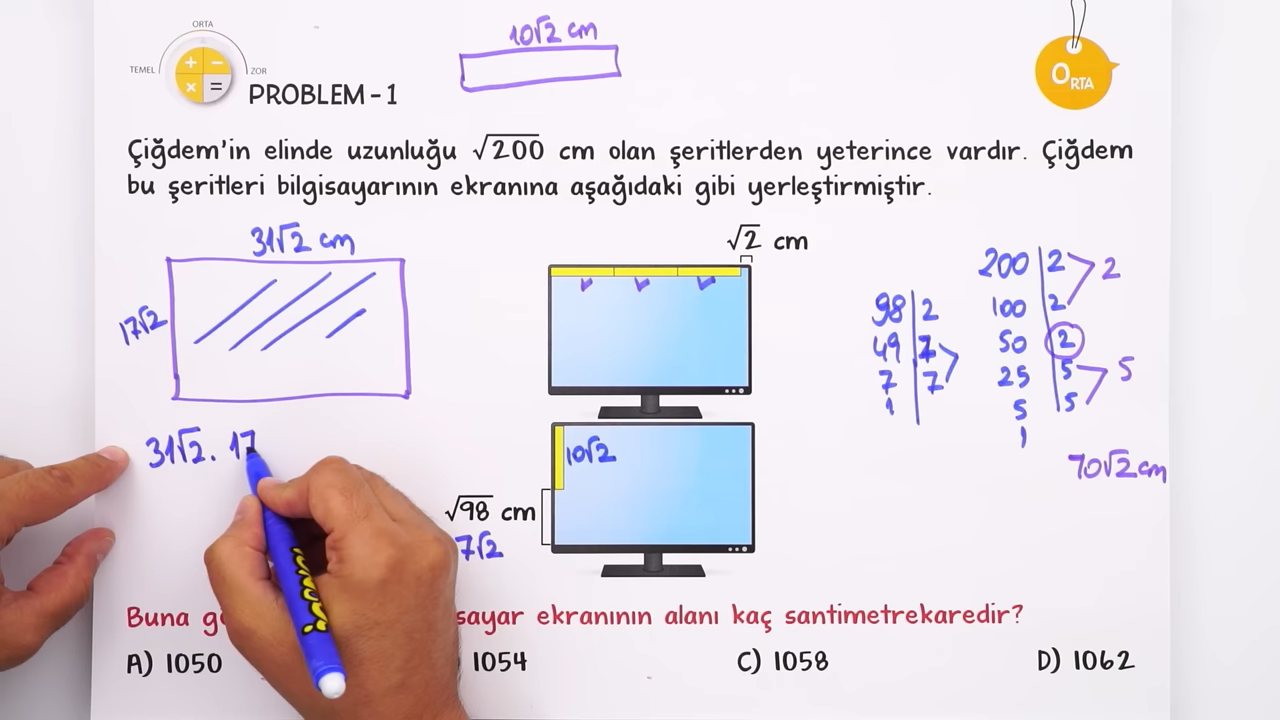 10√2 cm
ORTA
TEMEL
ZOR
+ −
× =
PROBLEM - 1
ORTA
Çiğdem'in elinde uzunluğu √200 cm olan şeritlerden yeterince vardır. Çiğdem
bu şeritleri bilgisayarının ekranına aşağıdaki gibi yerleştirmiştir.
31√2 cm
17√2
31√2. 17
√2 cm
10√2
√98 cm
7√2
98 2
49 7
7 7
1
200 2
100 2
50 2
25 5
5 5
1
2
5
70√2 cm
Buna sayar ekranının alanı kaç santimetrekaredir?
A) 1050
1054
C) 1058
D) 1062